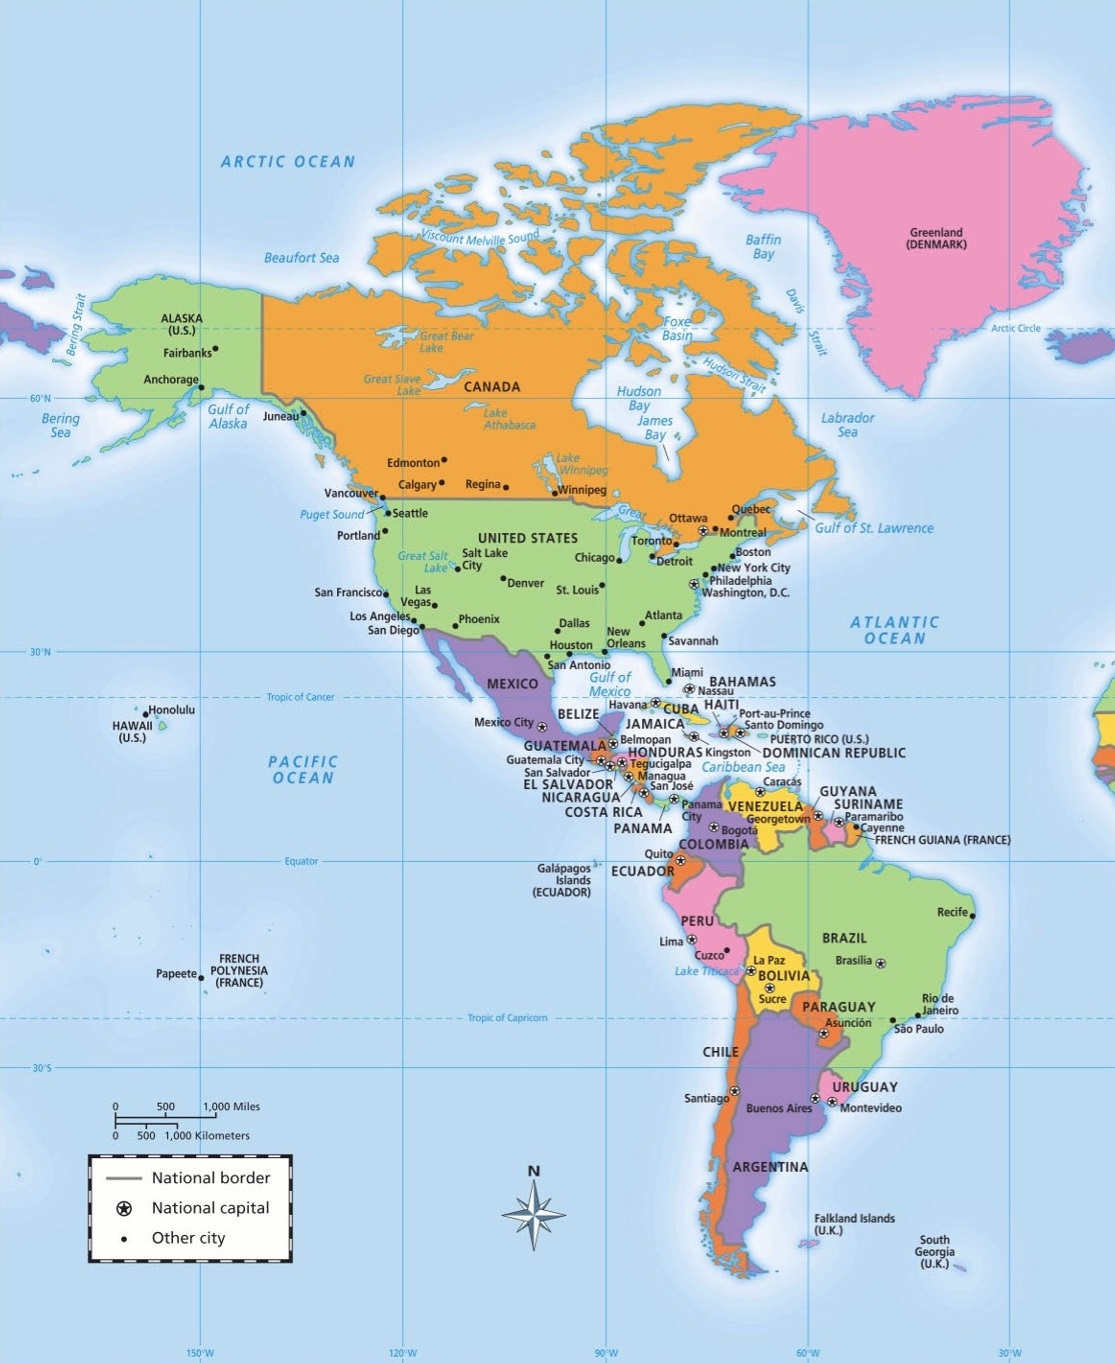 ARCTIC OCEAN
Viscount Melville Sound
Beaufort Sea
Baffin
Bay
Greenland
(DENMARK)
Bering Strait
ALASKA
(U.S.)
Fairbanks
Anchorage
Great Bear
Lake
Foxe
Basin
Davis
Strait
Arctic Circle
Great Slave
Lake
CANADA
Hudson Strait
60°N
Bering
Sea
Gulf of
Alaska
Juneau
Lake
Athabasca
Hudson
Bay
James
Bay
Labrador
Sea
Edmonton
Calgary
Regina
Lake
Winnipeg
Winnipeg
Vancouver
Puget Sound
Seattle
Portland
Great Lakes
Ottawa
Quebec
Montreal
Gulf of St. Lawrence
UNITED STATES
Toronto
Great Salt
Lake
Salt Lake
City
Chicago
Detroit
Boston
New York City
Philadelphia
Washington, D.C.
Denver
St. Louis
San Francisco
Las
Vegas
Los Angeles
San Diego
Phoenix
Dallas
Atlanta
Houston
New
Orleans
Savannah
San Antonio
ATLANTIC
OCEAN
30°N
MEXICO
Gulf of
Mexico
Miami
BAHAMAS
Nassau
Tropic of Cancer
Honolulu
HAWAII
(U.S.)
Mexico City
BELIZE
Havana
CUBA
HAITI
Port-au-Prince
Santo Domingo
JAMAICA
PUERTO RICO (U.S.)
Belmopan
GUATEMALA
HONDURAS
Kingston
DOMINICAN REPUBLIC
Guatemala City
Tegucigalpa
Caribbean Sea
San Salvador
Managua
EL SALVADOR
San José
Caracas
NICARAGUA
COSTA RICA
PANAMA
Panama
City
VENEZUELA
GUYANA
SURINAME
Georgetown
Paramaribo
Cayenne
FRENCH GUIANA (FRANCE)
Bogotá
COLOMBIA
PACIFIC
OCEAN
0°
Equator
Quito
ECUADOR
Galápagos
Islands
(ECUADOR)
PERU
Recife
Lima
Cuzco
BRAZIL
Brasília
La Paz
BOLIVIA
Lake Titicaca
Sucre
FRENCH
POLYNESIA
(FRANCE)
Papeete
PARAGUAY
Asunción
Rio de
Janeiro
São Paulo
Tropic of Capricorn
CHILE
30°S
URUGUAY
Santiago
Buenos Aires
Montevideo
ARGENTINA
Falkland Islands
(U.K.)
South
Georgia
(U.K.)
0 500 1,000 Miles
0 500 1,000 Kilometers
National border
National capital
Other city
N
150°W 120°W 90°W 60°W 30°W